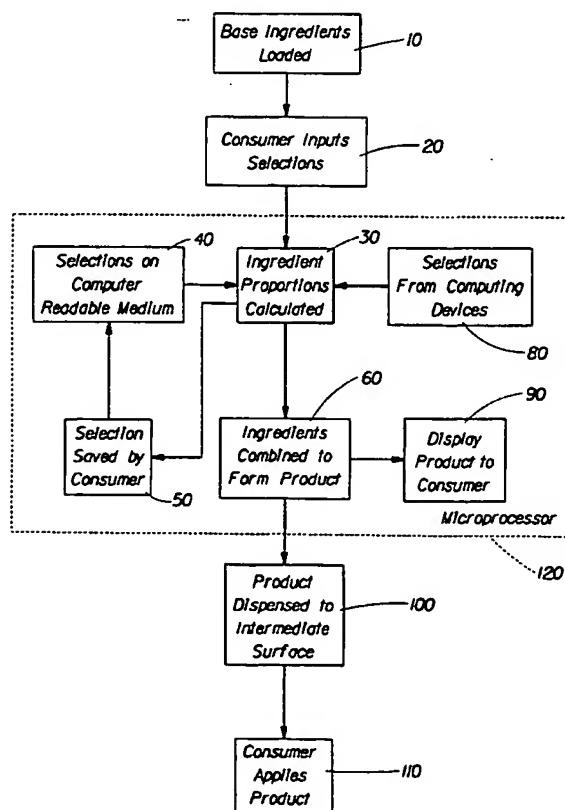 Base Ingredients
Loaded
10
Consumer Inputs
Selections
20
40
30
Selections on
Computer
Readable Medium
Ingredient
Proportions
Calculated
Selections
From Computing
Devices
80
60
90
Selection
Saved by
Consumer
50
Ingredients
Combined to
Form Product
Display
Product to
Consumer
Microprocessor
120
Product
Dispensed to
Intermediate
Surface
100
Consumer
Applies
Product
110